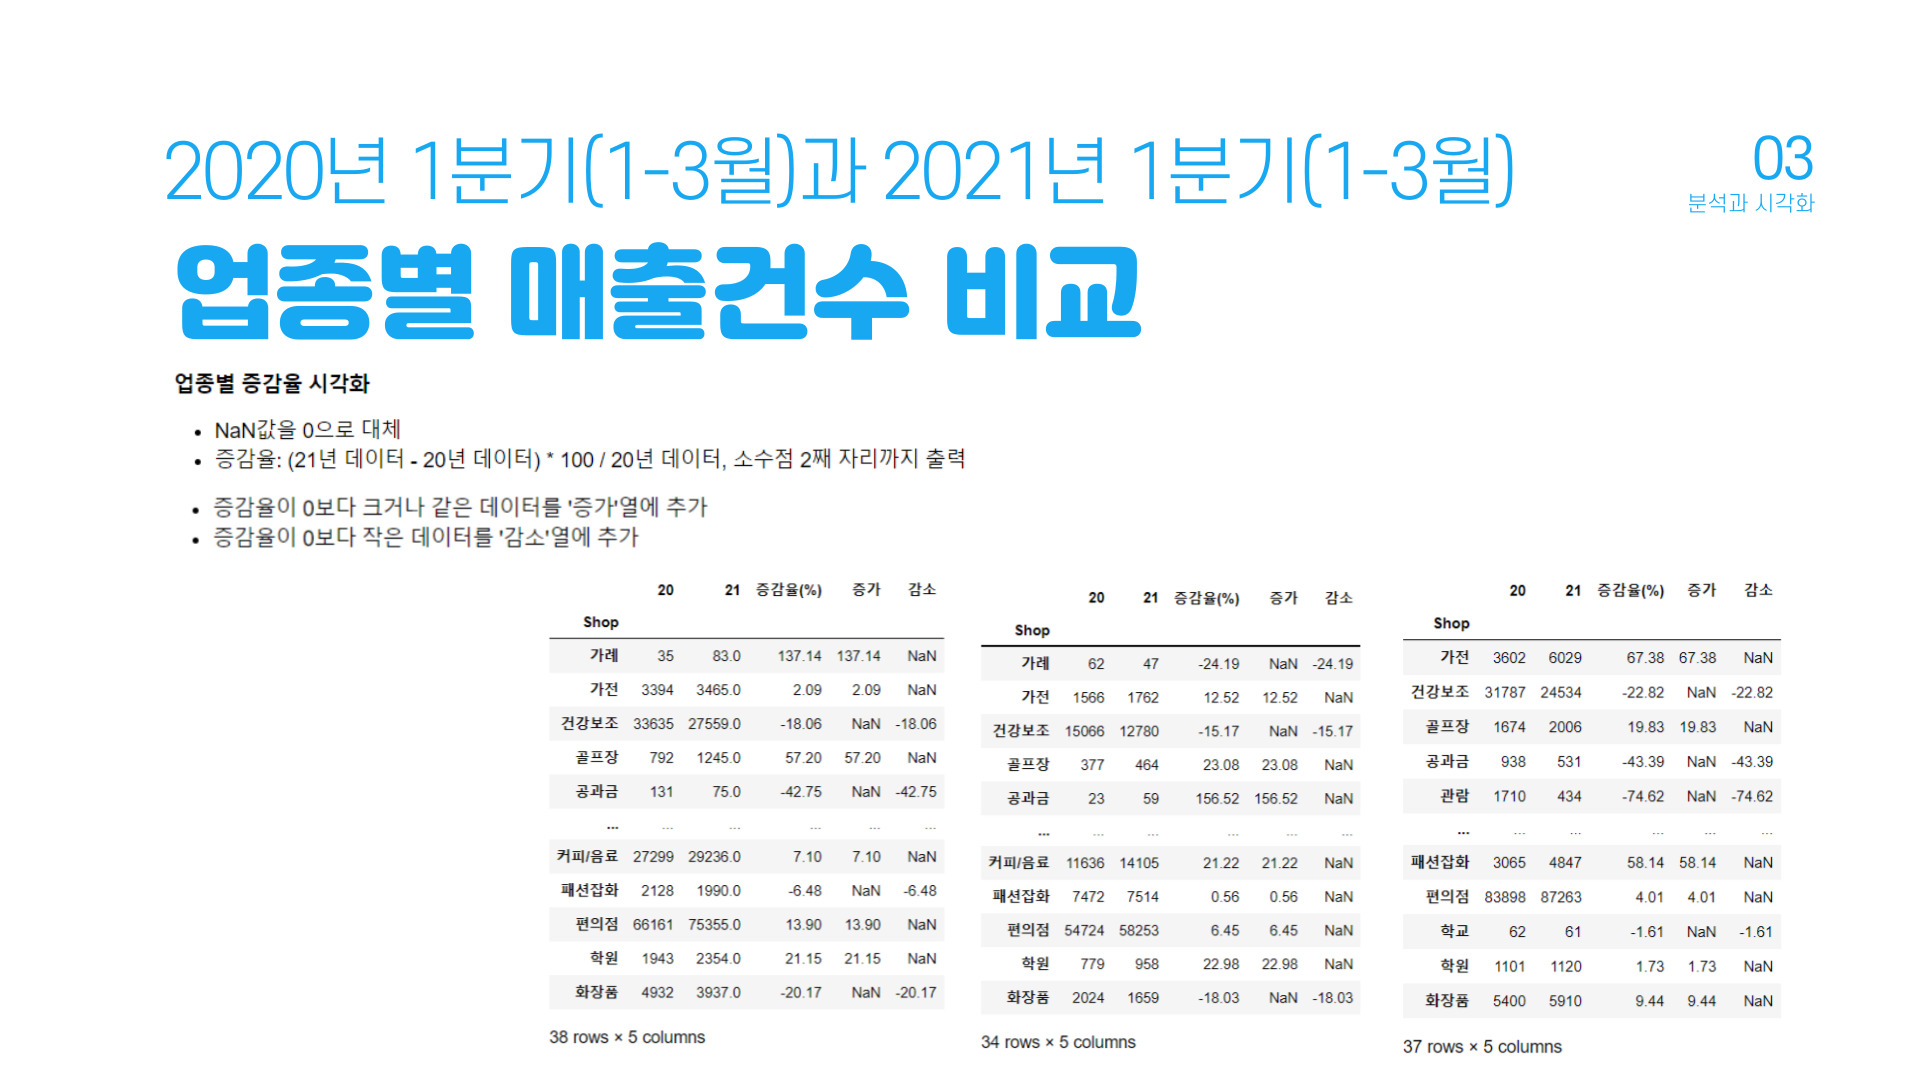 2020년 1분기(1-3월)과 2021년 1분기(1-3월)
03
분석과 시각화
업종별 매출건수 비교
업종별 증감율 시각화
• NaN값을 0으로 대체
• 증감율: (21년 데이터 - 20년 데이터) * 100 / 20년 데이터, 소수점 2째 자리까지 출력
• 증감율이 0보다 크거나 같은 데이터를 '증가'열에 추가
• 증감율이 0보다 작은 데이터를 '감소'열에 추가
20 21 증감율(%) 증가 감소
Shop
가례 35 83.0 137.14 137.14 NaN
가전 3394 3465.0 2.09 2.09 NaN
건강보조 33635 27559.0 -18.06 NaN -18.06
골프장 792 1245.0 57.20 57.20 NaN
공과금 131 75.0 -42.75 NaN -42.75
... ... ... ... ... ...
커피/음료 27299 29236.0 7.10 7.10 NaN
패션잡화 2128 1990.0 -6.48 NaN -6.48
편의점 66161 75355.0 13.90 13.90 NaN
학원 1943 2354.0 21.15 21.15 NaN
화장품 4932 3937.0 -20.17 NaN -20.17
38 rows × 5 columns
20 21 증감율(%) 증가 감소
Shop
가례 62 47 -24.19 NaN -24.19
가전 1566 1762 12.52 12.52 NaN
건강보조 15066 12780 -15.17 NaN -15.17
골프장 377 464 23.08 23.08 NaN
공과금 23 59 156.52 156.52 NaN
... ... ... ... ... ...
커피/음료 11636 14105 21.22 21.22 NaN
패션잡화 7472 7514 0.56 0.56 NaN
편의점 54724 58253 6.45 6.45 NaN
학원 779 958 22.98 22.98 NaN
화장품 2024 1659 -18.03 NaN -18.03
34 rows × 5 columns
20 21 증감율(%) 증가 감소
Shop
가전 3602 6029 67.38 67.38 NaN
건강보조 31787 24534 -22.82 NaN -22.82
골프장 1674 2006 19.83 19.83 NaN
공과금 938 531 -43.39 NaN -43.39
관람 1710 434 -74.62 NaN -74.62
... ... ... ... ... ...
패션잡화 3065 4847 58.14 58.14 NaN
편의점 83898 87263 4.01 4.01 NaN
학교 62 61 -1.61 NaN -1.61
학원 1101 1120 1.73 1.73 NaN
화장품 5400 5910 9.44 9.44 NaN
37 rows × 5 columns